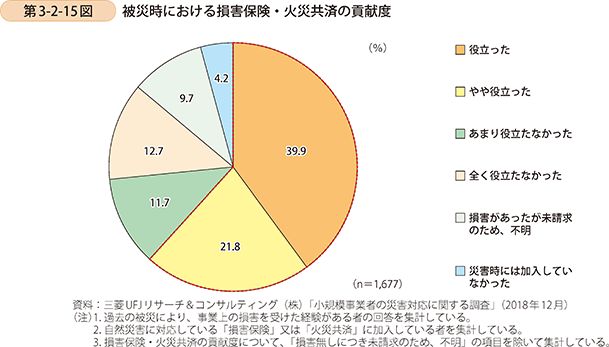 第3-2-15図 被災時における損害保険・火災共済の貢献度
（%）
4.2
9.7
12.7
39.9
11.7
21.8
役立った
やや役立った
あまり役立たなかった
全く役立たなかった
損害があったが未請求
のため、不明
災害時には加入してい
なかった
（n＝1,677）
資料：三菱UFJリサーチ＆コンサルティング（株）「小規模事業者の災害対応に関する調査」（2018年12月）
（注）1. 過去の被災により、事業上の損害を受けた経験がある者の回答を集計している。
2. 自然災害に対応している「損害保険」又は「火災共済」に加入している者を集計している。
3. 損害保険・火災共済の貢献度について、「損害無しにつき未請求のため、不明」の項目を除いて集計している。